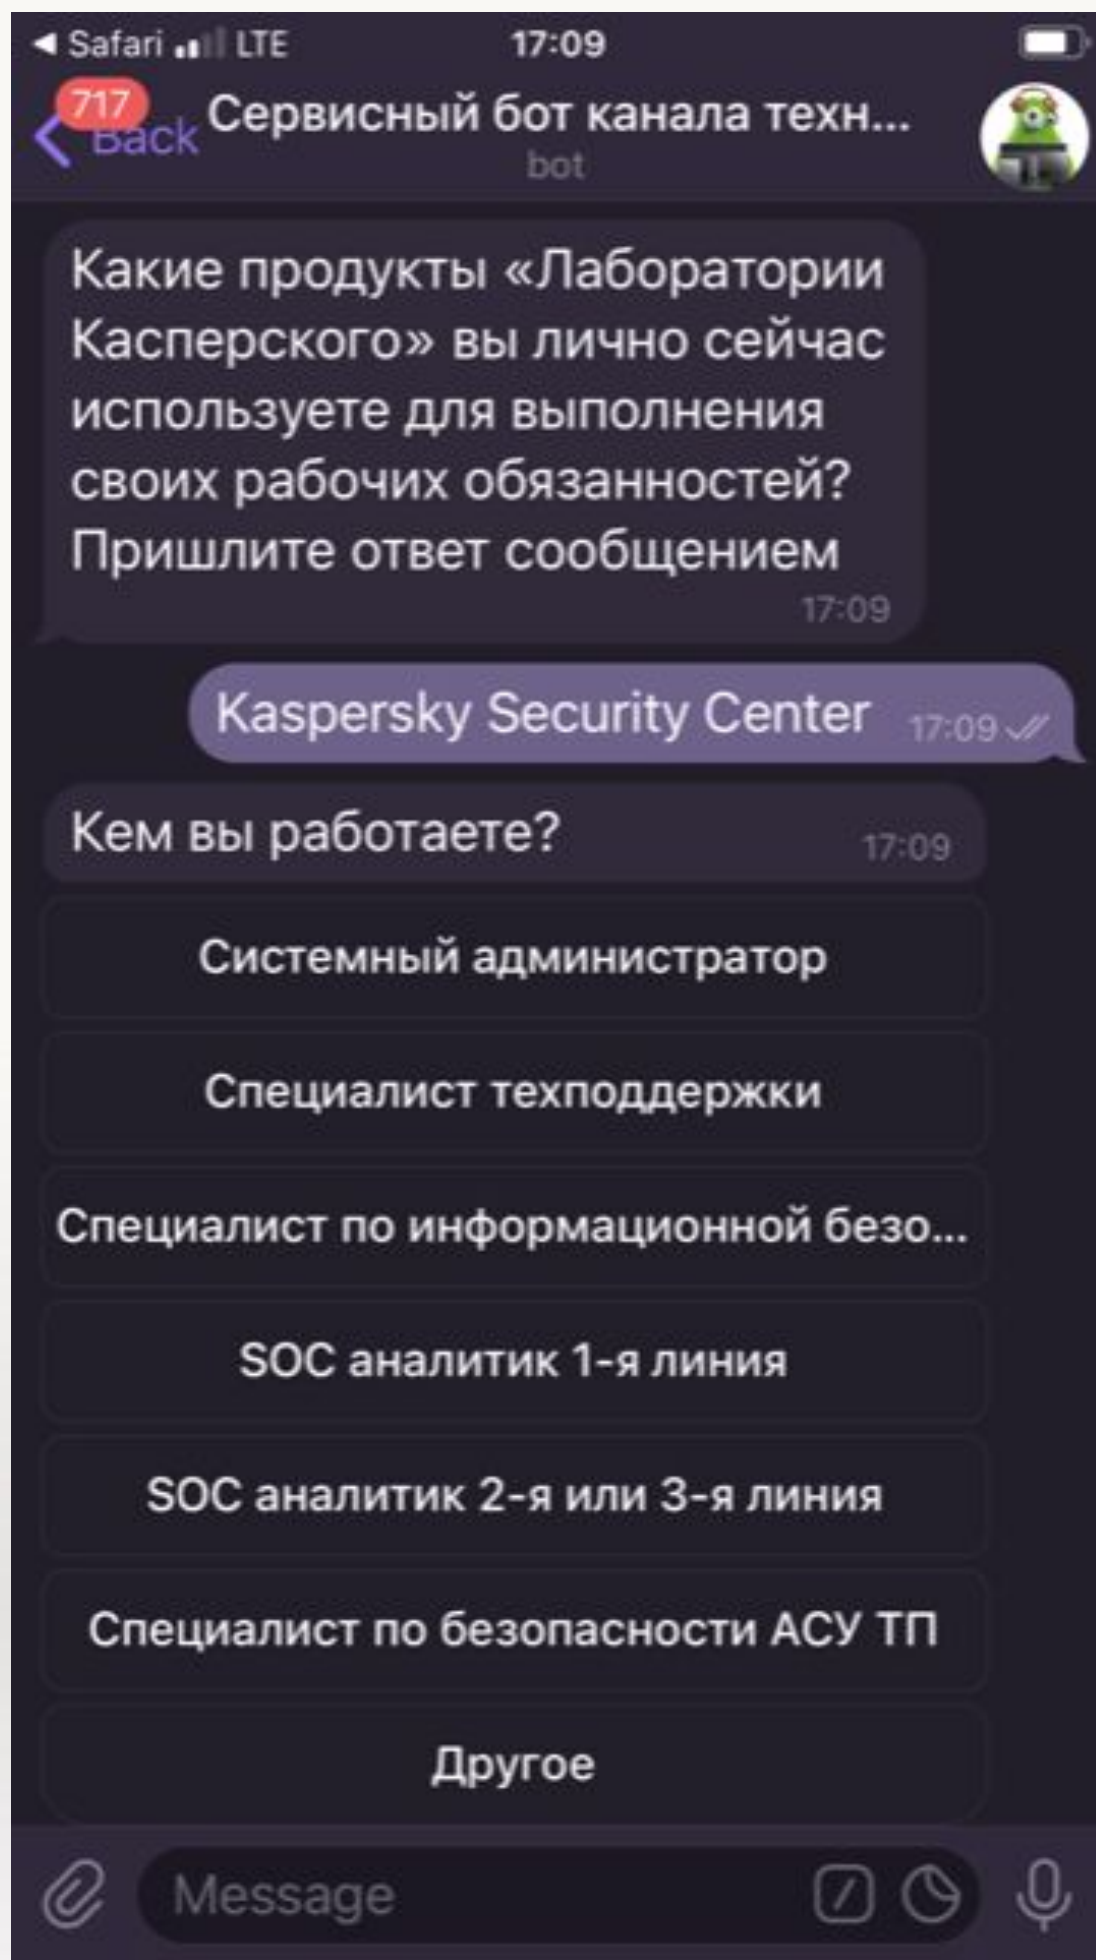 Safari LTE 17:09
717
Back Сервисный бот канала техн...
bot
Какие продукты «Лаборатории
Касперского» вы лично сейчас
используете для выполнения
своих рабочих обязанностей?
Пришлите ответ сообщением
17:09
Kaspersky Security Center 17:09
Кем вы работаете? 17:09
Системный администратор
Специалист техподдержки
Специалист по информационной безо...
SOC аналитик 1-я линия
SOC аналитик 2-я или 3-я линия
Специалист по безопасности АСУ ТП
Другое
Message